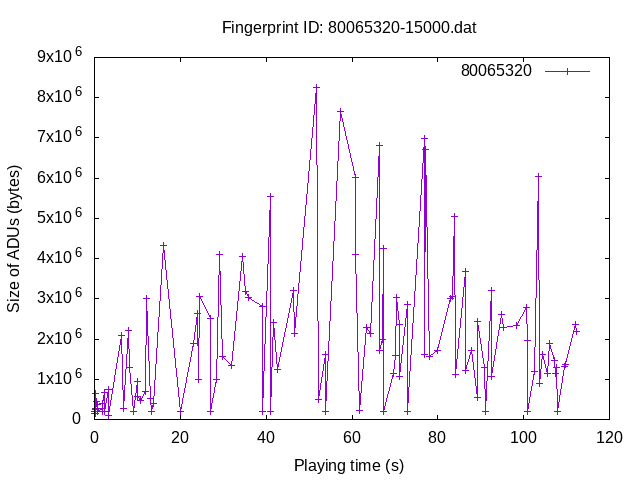 Fingerprint ID: 80065320-15000.dat
80065320
Size of ADUs (bytes)
9x10^6
8x10^6
7x10^6
6x10^6
5x10^6
4x10^6
3x10^6
2x10^6
1x10^6
0
0 20 40 60 80 100 120
Playing time (s)